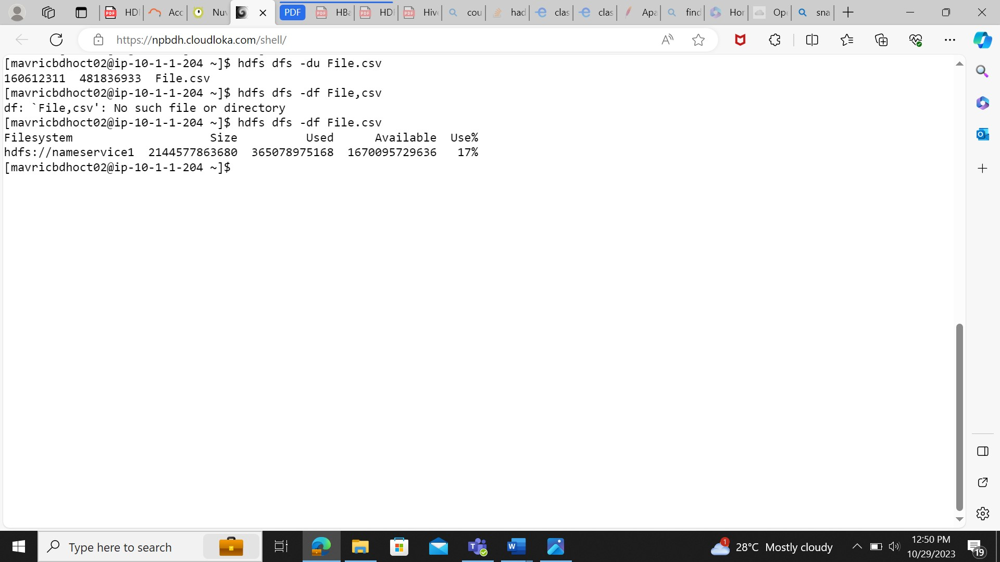 HD
Acc
Nu
PDF
HBa
HD
Hiv
cou
had
clas
clas
Apa
find
Hor
Op
sna
https://npbdh.cloudloka.com/shell/
[mavricbdhoct02@ip-10-1-1-204 ~]$ hdfs dfs -du File.csv
160612311  481836933  File.csv
[mavricbdhoct02@ip-10-1-1-204 ~]$ hdfs dfs -df File,csv
df: `File,csv': No such file or directory
[mavricbdhoct02@ip-10-1-1-204 ~]$ hdfs dfs -df File.csv
Filesystem                    Size          Used      Available  Use%
hdfs://nameservice1  2144577863680  365078975168  1670095729636   17%
[mavricbdhoct02@ip-10-1-1-204 ~]$
Type here to search
1
28°C Mostly cloudy
12:50 PM
10/29/2023
19